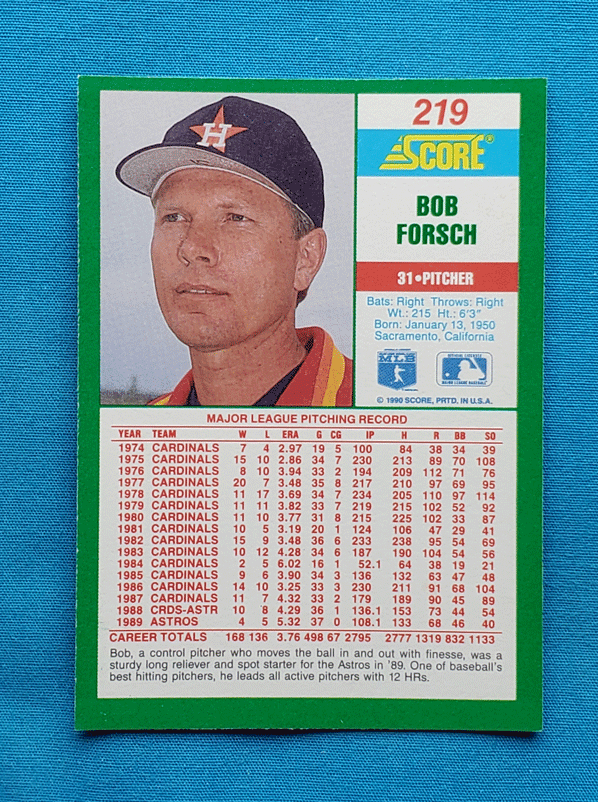 H
219
SCORE®
BOB
FORSCH
31•PITCHER
Bats: Right Throws: Right
Wt.: 215 Ht.: 6'3"
Born: January 13, 1950
Sacramento, California
MLB
OFFICIAL LICENSEE
MAJOR LEAGUE BASEBALL
© 1990 SCORE, PRTD. IN U.S.A.
MAJOR LEAGUE PITCHING RECORD
YEAR TEAM W L ERA G CG IP H R BB SO
1974 CARDINALS 7 4 2.97 19 5 100 84 38 34 39
1975 CARDINALS 15 10 2.86 34 7 230 213 89 70 108
1976 CARDINALS 8 10 3.94 33 2 194 209 112 71 76
1977 CARDINALS 20 7 3.48 35 8 217 210 97 69 95
1978 CARDINALS 11 17 3.69 34 7 234 205 110 97 114
1979 CARDINALS 11 11 3.82 33 7 219 215 102 52 92
1980 CARDINALS 11 10 3.77 31 8 215 225 102 33 87
1981 CARDINALS 10 5 3.19 20 1 124 106 47 29 41
1982 CARDINALS 15 9 3.48 36 6 233 238 95 54 69
1983 CARDINALS 10 12 4.28 34 6 187 190 104 54 56
1984 CARDINALS 2 5 6.02 16 1 52.1 64 38 19 21
1985 CARDINALS 9 6 3.90 34 3 136 132 63 47 48
1986 CARDINALS 14 10 3.25 33 3 230 211 91 68 104
1987 CARDINALS 11 7 4.32 33 2 179 189 90 45 89
1988 CRDS-ASTR 10 8 4.29 36 1 136.1 153 73 44 54
1989 ASTROS 4 5 5.32 37 0 108.1 133 68 46 40
CAREER TOTALS 168 136 3.76 498 67 2795 2777 1319 832 1133
Bob, a control pitcher who moves the ball in and out with finesse, was a
sturdy long reliever and spot starter for the Astros in '89. One of baseball's
best hitting pitchers, he leads all active pitchers with 12 HRs.